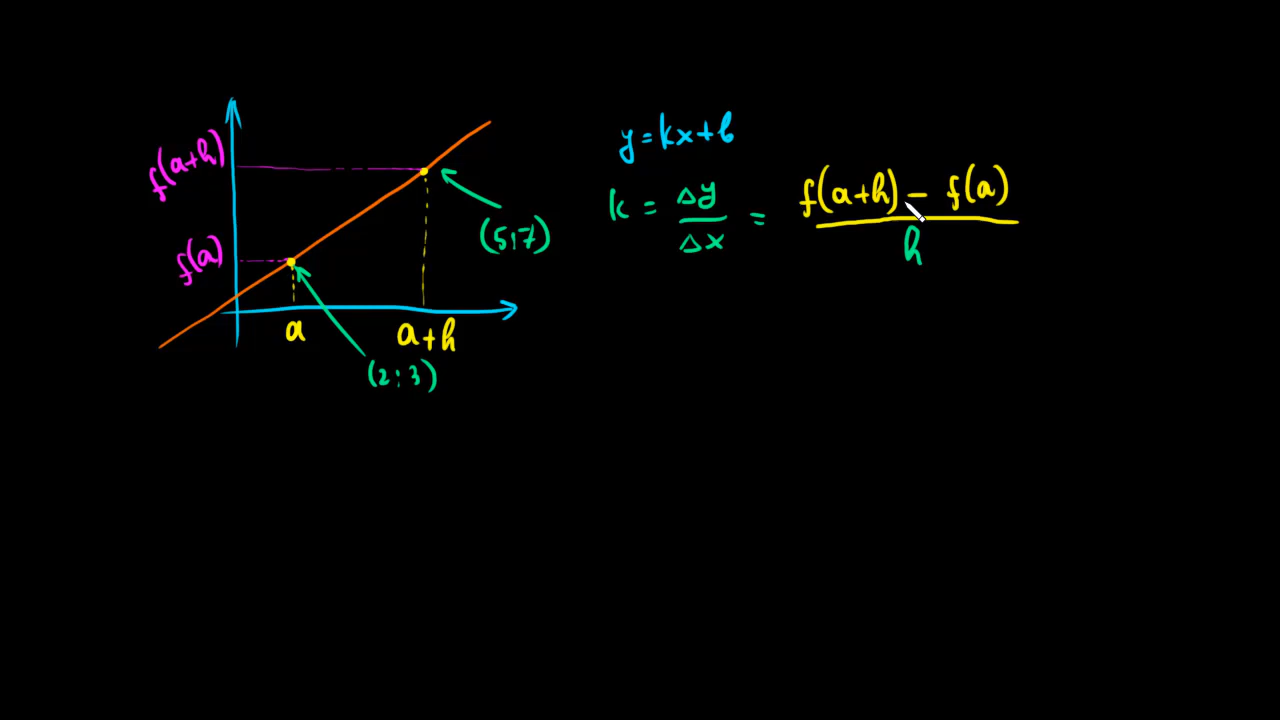 f(a+h)
f(a)
a
a+h
(5;7)
(2;3)
y=kx+b
k = Δy/Δx = f(a+h) - f(a)/h